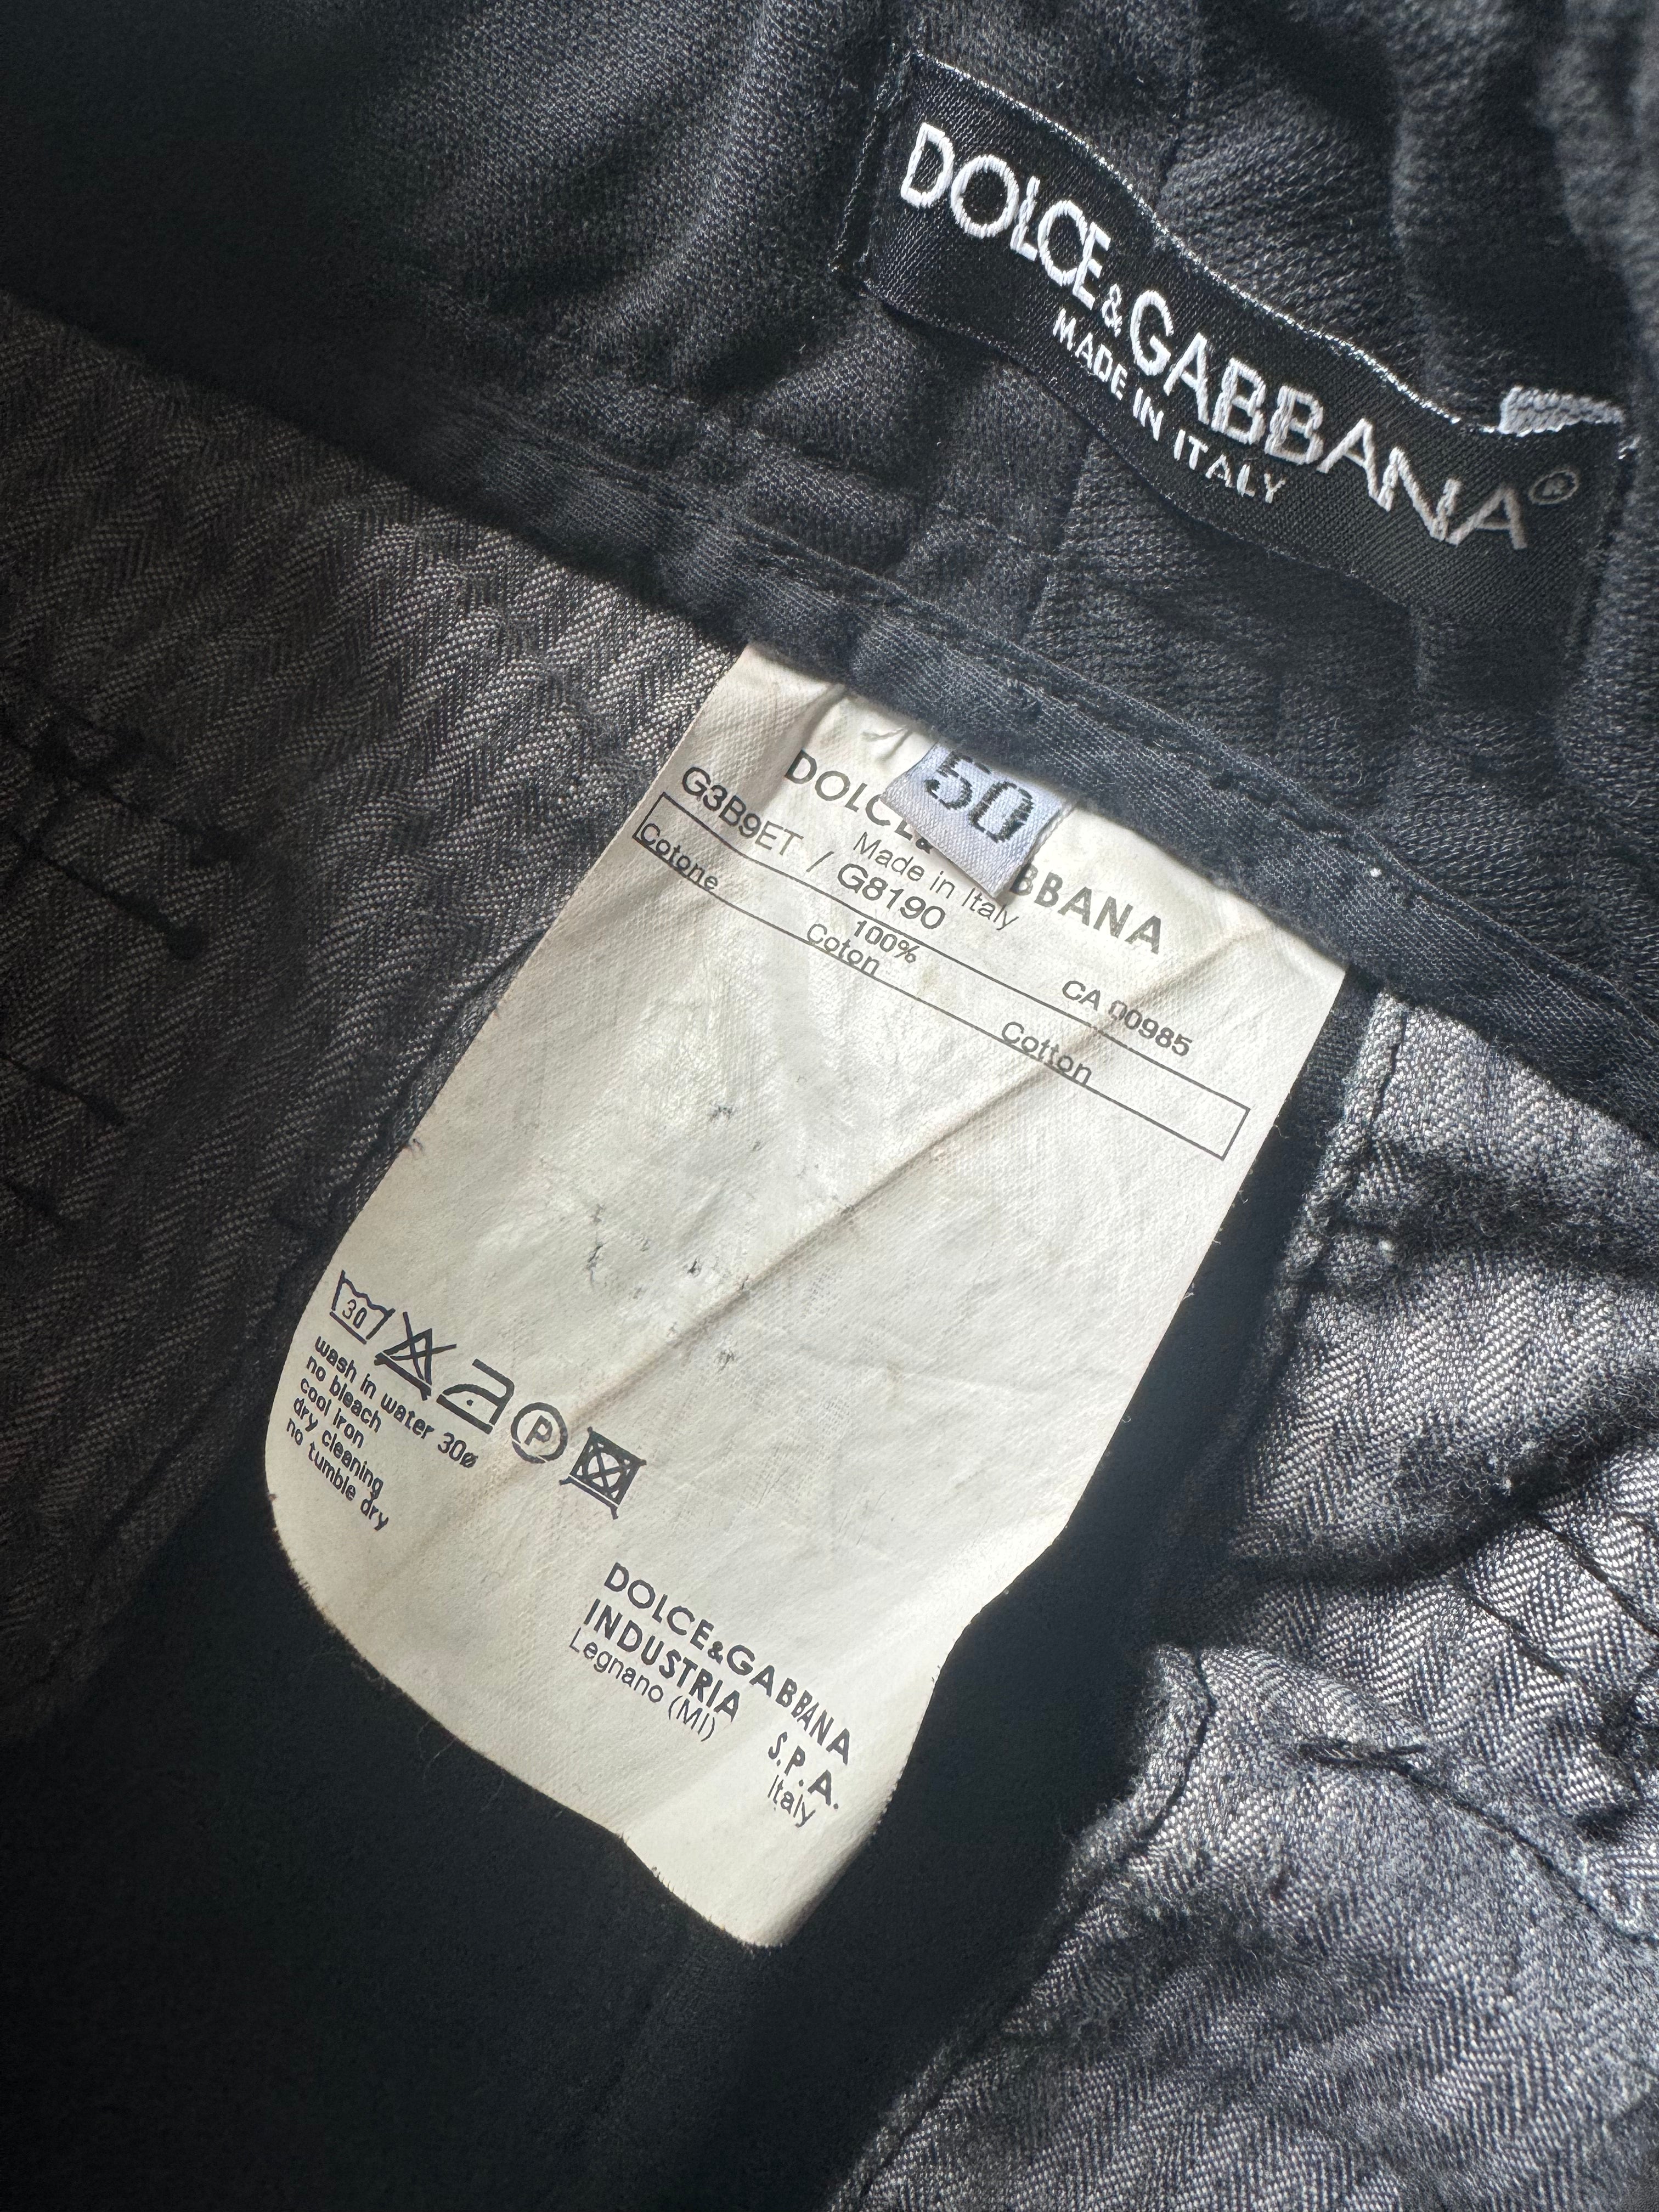 DOLCE&GABBANA®
MADE IN ITALY
50
DOLCE& BBANA
Made in Italy
G3B9ET / G8190 CA 00985
100%
Cotone Coton Cotton
30
P
wash in water 30ø
no bleach
cool iron
dry cleaning
no tumble dry
DOLCE&GABBANA
INDUSTRIA S.P.A.
Legnano (MI) Italy